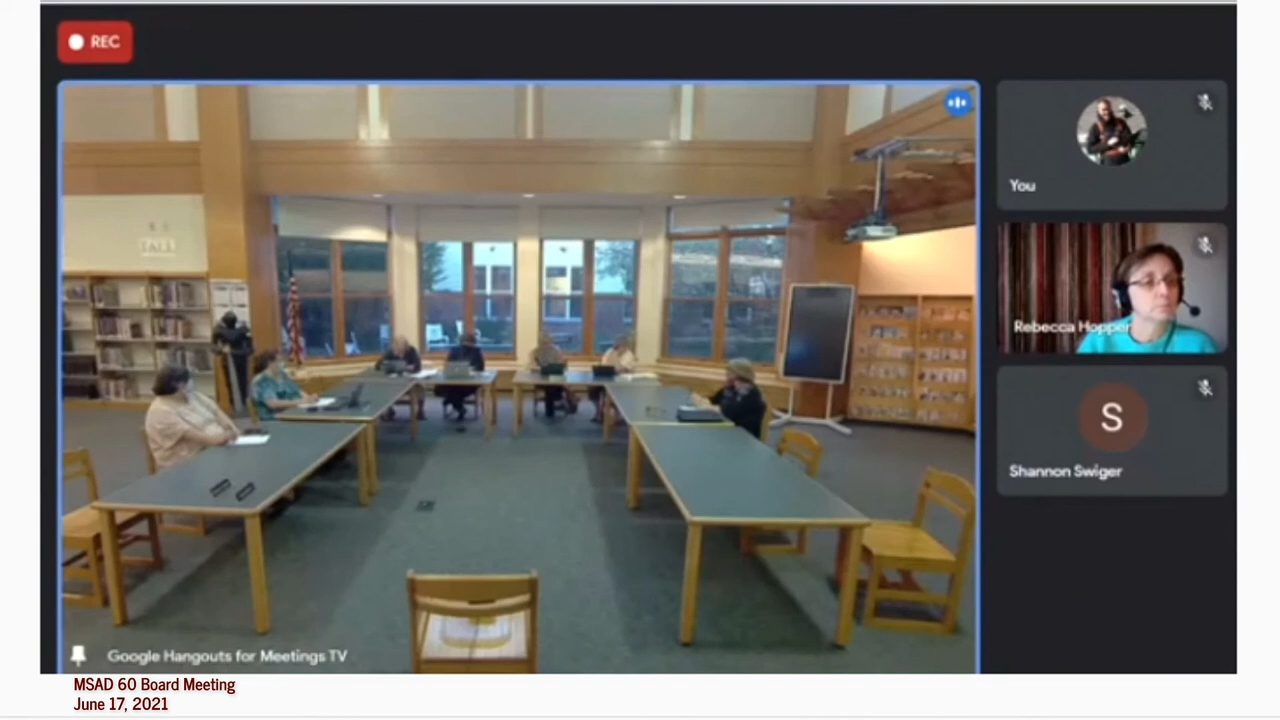 REC
You
Rebecca Hopper
S
Shannon Swiger
Google Hangouts for Meetings TV
MSAD 60 Board Meeting
June 17, 2021